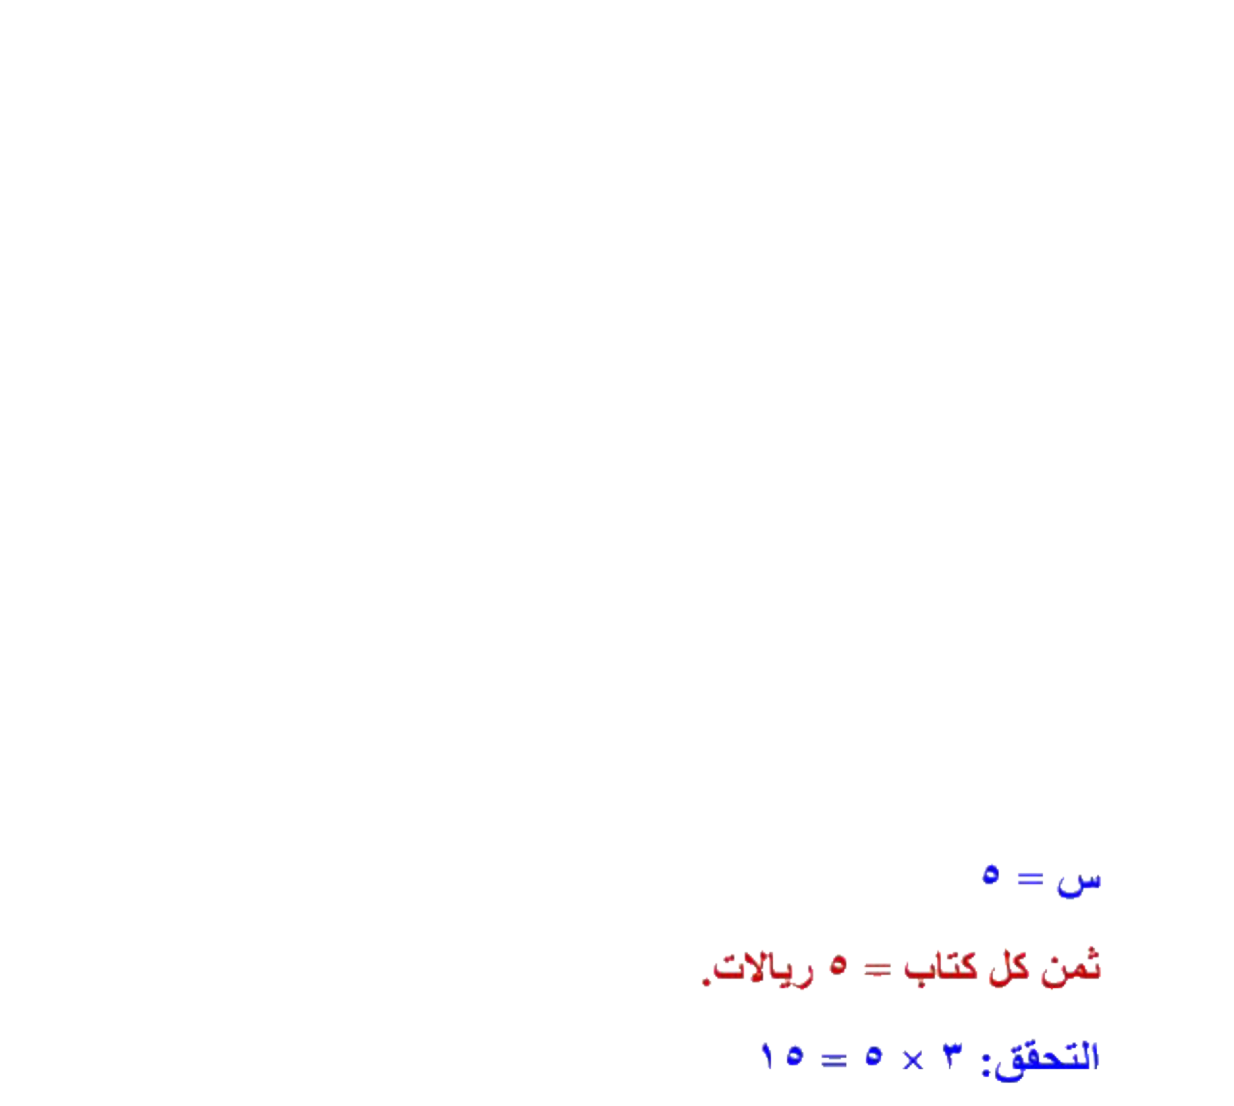 س = ٥
ثمن كل كتاب = ٥ ريالات.
التحقق: ٣ × ٥ = ١٥